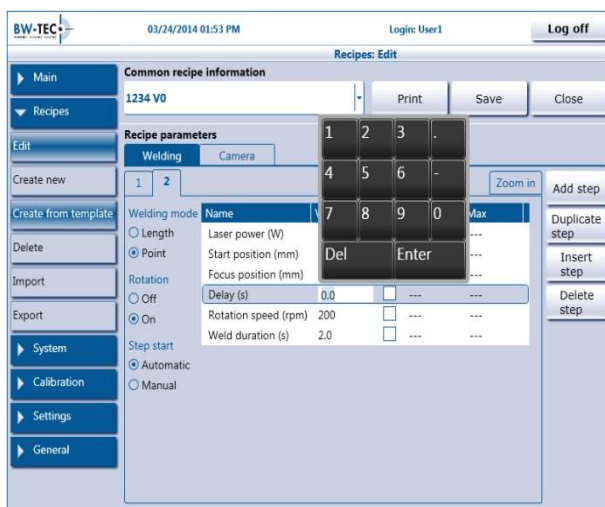 BW-TEC
03/24/2014 01:53 PM
Login: User1
Log off
Recipes: Edit
Main
Recipes
Edit
Create new
Create from template
Delete
Import
Export
System
Calibration
Settings
General
Common recipe information
1234 V0
Print
Save
Close
Recipe parameters
Welding
Camera
1
2
Zoom in
Welding mode
Length
Point
Rotation
Off
On
Step start
Automatic
Manual
Name
Max
Laser power (W)
---
Start position (mm)
---
Focus position (mm)
---
Delay (s) 0.0 --- ---
Rotation speed (rpm) 200 --- ---
Weld duration (s) 2.0 --- ---
1 2 3 .
4 5 6 -
7 8 9 0
Del Enter
Add step
Duplicate
step
Insert
step
Delete
step